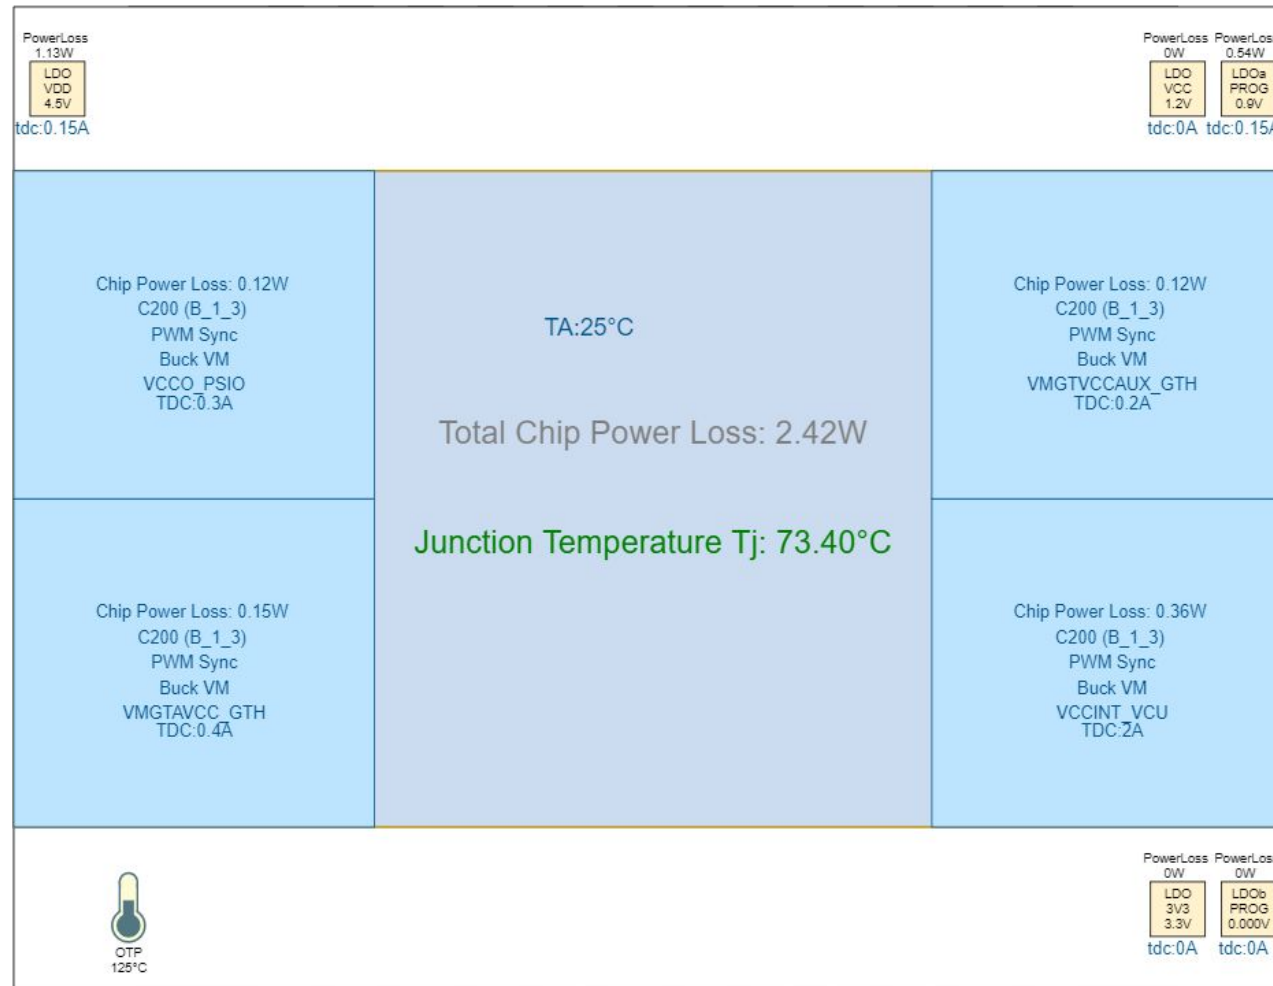 PowerLoss
1.13W
LDO
VDD
4.5V
tdc:0.15A
PowerLoss
0W
LDO
VCC
1.2V
tdc:0A
PowerLos
0.54W
LDOa
PROG
0.9V
tdc:0.15A
Chip Power Loss: 0.12W
C200 (B_1_3)
PWM Sync
Buck VM
VCCO_PSIO
TDC:0.3A
TA:25°C
Total Chip Power Loss: 2.42W
Junction Temperature Tj: 73.40°C
Chip Power Loss: 0.12W
C200 (B_1_3)
PWM Sync
Buck VM
VMGTVCCAUX_GTH
TDC:0.2A
Chip Power Loss: 0.15W
C200 (B_1_3)
PWM Sync
Buck VM
VMGTAVCC_GTH
TDC:0.4A
Chip Power Loss: 0.36W
C200 (B_1_3)
PWM Sync
Buck VM
VCCINT_VCU
TDC:2A
OTP
125°C
PowerLoss
0W
LDO
3V3
3.3V
tdc:0A
PowerLos
0W
LDOb
PROG
0.000V
tdc:0A